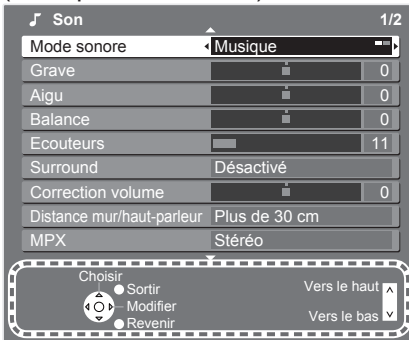 Son 1/2
Mode sonore Musique
Grave 0
Aigu 0
Balance 0
Ecouteurs 11
Surround Désactivé
Correction volume 0
Distance mur/haut-parleur Plus de 30 cm
MPX Stéréo
Choisir
Sortir Vers le haut
Modifier
Revenir Vers le bas